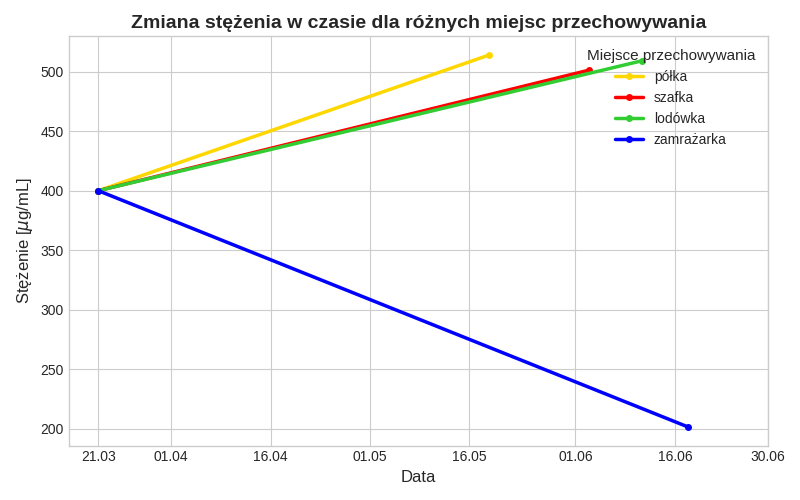 Zmiana stężenia w czasie dla różnych miejsc przechowywania
Miejsce przechowywania
półka
szafka
lodówka
zamrażarka
Stężenie [µg/mL]
500
450
400
350
300
250
200
21.03 01.04 16.04 01.05 16.05 01.06 16.06 30.06
Data